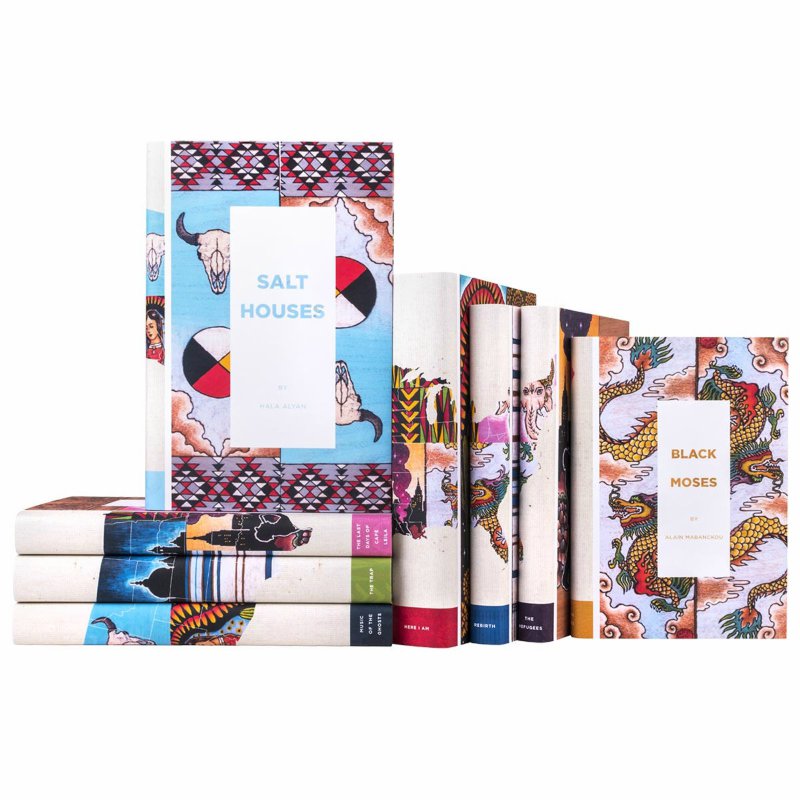 SALT
HOUSES
BY
HALA ALYAN
THE LAST
DAYS OF
CAFÉ
LEILA
THE TRAP
MUSIC
OF THE
GHOSTS
HERE I AM
REBIRTH
THE
REFUGEES
BLACK
MOSES
BY
ALAIN MABANCKOU